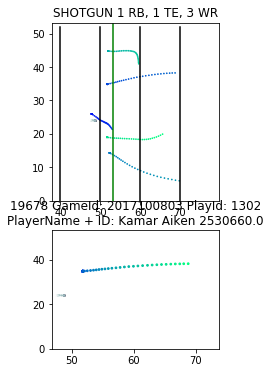 SHOTGUN 1 RB, 1 TE, 3 WR
50
40
30
20
10
0
40 50 60 70
19678 GameId: 2017100803 PlayId: 1302
PlayerName + ID: Kamar Aiken 2530660.0
40
20
0
50 60 70